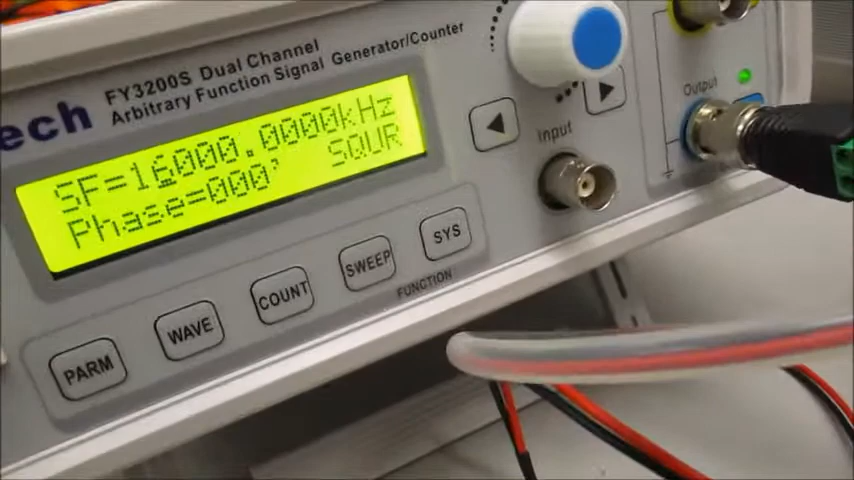 ech
FY3200S Dual Channel
Arbitrary/Function Signal Generator/Counter
SF=16000.0000kHz
Phase=000° SQUR
Input
Output
PARM
WAVE
COUNT
SWEEP
SYS
FUNCTION